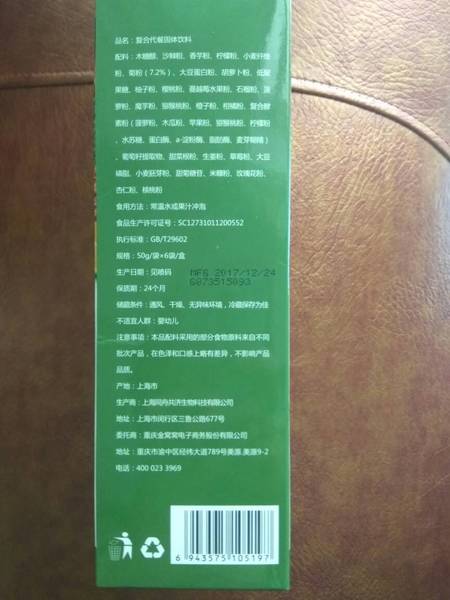 品名：复合代餐固体饮料
配料：木糖醇、沙棘粉、香芋粉、柠檬粉、小麦纤维
粉、菊粉（7.2%）、大豆蛋白粉、胡萝卜粉、低聚
果糖、柚子粉、樱桃粉、蔓越莓水果粉、石榴粉、菠
萝粉、魔芋粉、猕猴桃粉、橙子粉、柑橘粉、复合酵
素粉（菠萝粉、木瓜粉、苹果粉、猕猴桃粉、柠檬粉
、水苏糖、蛋白酶、a-淀粉酶、脂肪酶、麦芽糊精）
、葡萄籽提取物、甜菜根粉、生姜粉、草莓粉、大豆
磷脂、小麦胚芽粉、甜菊糖苷、米糠粉、玫瑰花粉、
杏仁粉、核桃粉
食用方法：常温水或果汁冲泡
食品生产许可证号：SC12731011200552
执行标准：GB/T29602
规格：50g/袋×6袋/盒
生产日期：见喷码 MFG 2017/12/24
G073515093
保质期：24个月
储藏条件：通风、干燥、无异味环境，冷藏保存为佳
不适宜人群：婴幼儿
注意事项：本品配料采用的部分食物原料来自不同
批次产品，在色泽和口感上略有差异，不影响产品
品质。
产地：上海市
生产商：上海同舟共济生物科技有限公司
地址：上海市闵行区三鲁公路677号
委托商：重庆金窝窝电子商务股份有限公司
地址：重庆市渝中区经纬大道789号美源.美源9-2
电话：400 023 3969
6 943575 105197